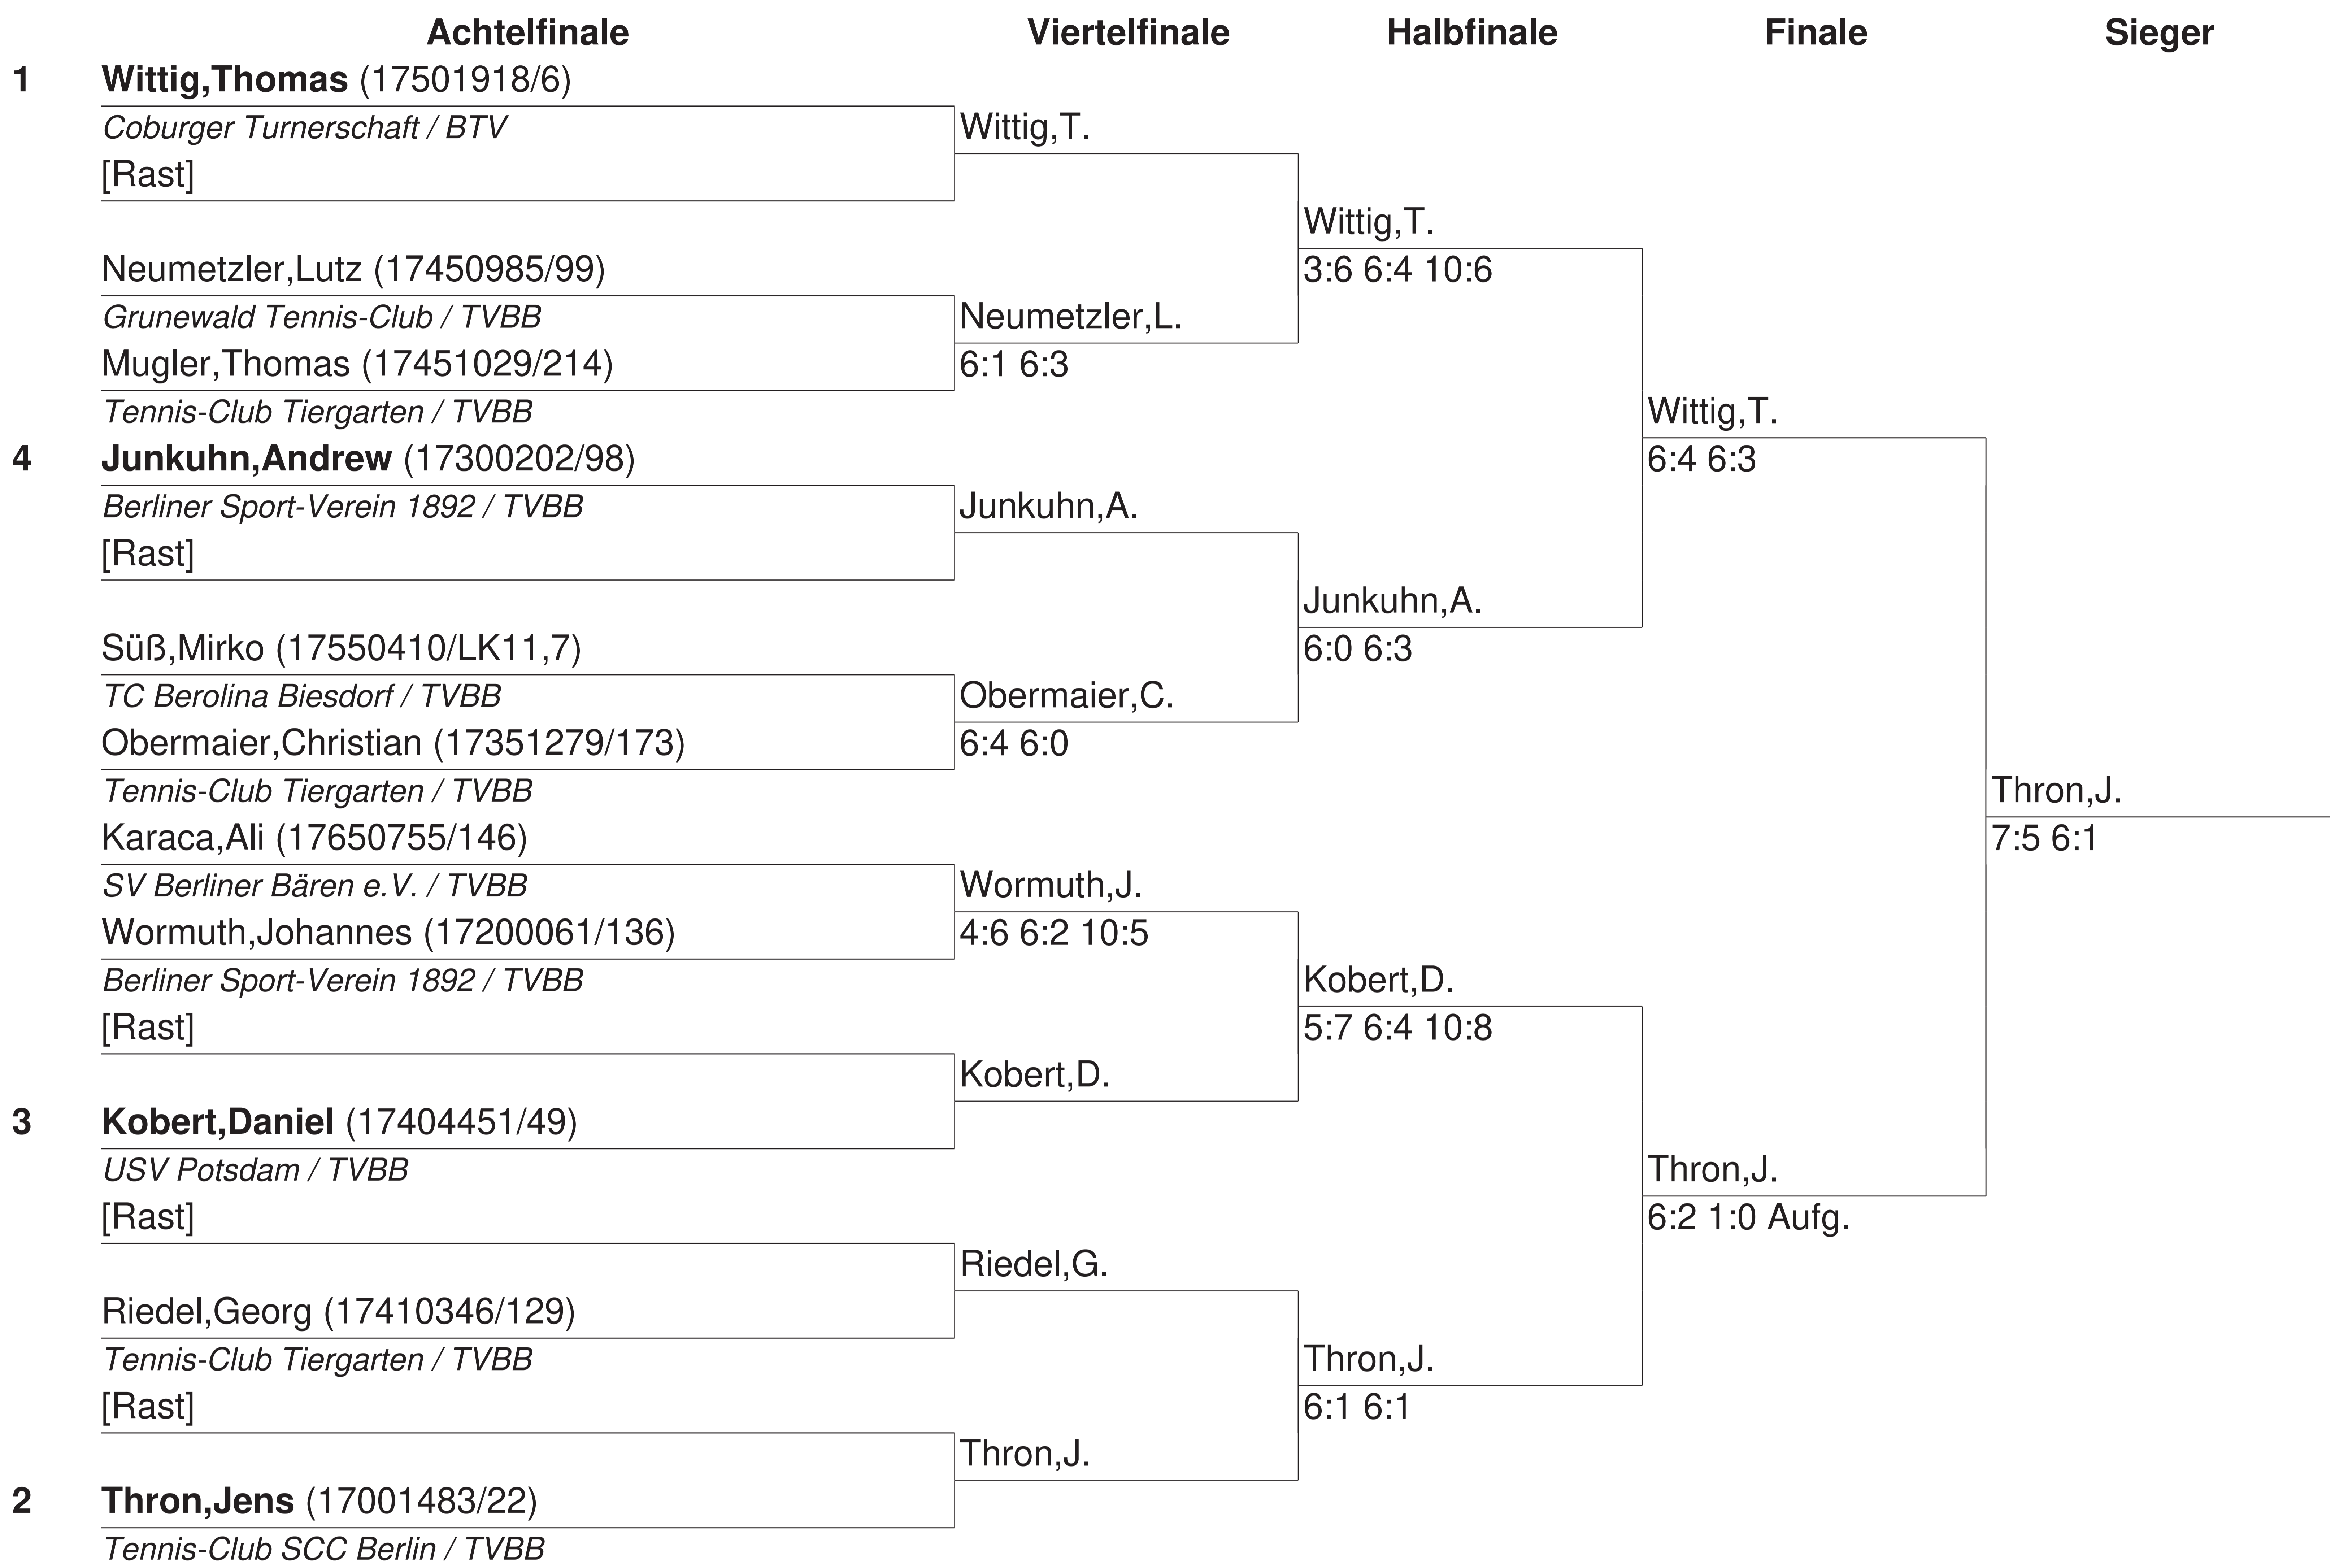 Achtelfinale Viertelfinale Halbfinale Finale Sieger
1 Wittig,Thomas (17501918/6)
Coburger Turnerschaft / BTV Wittig,T.
[Rast]
Wittig,T.
Neumetzler,Lutz (17450985/99) 3:6 6:4 10:6
Grunewald Tennis-Club / TVBB Neumetzler,L.
Mugler,Thomas (17451029/214) 6:1 6:3
Tennis-Club Tiergarten / TVBB Wittig,T.
4 Junkuhn,Andrew (17300202/98) 6:4 6:3
Berliner Sport-Verein 1892 / TVBB Junkuhn,A.
[Rast]
Junkuhn,A.
Süß,Mirko (17550410/LK11,7) 6:0 6:3
TC Berolina Biesdorf / TVBB Obermaier,C.
Obermaier,Christian (17351279/173) 6:4 6:0
Tennis-Club Tiergarten / TVBB Thron,J.
Karaca,Ali (17650755/146) 7:5 6:1
SV Berliner Bären e.V. / TVBB Wormuth,J.
Wormuth,Johannes (17200061/136) 4:6 6:2 10:5
Berliner Sport-Verein 1892 / TVBB Kobert,D.
[Rast] 5:7 6:4 10:8
Kobert,D.
3 Kobert,Daniel (17404451/49)
USV Potsdam / TVBB Thron,J.
[Rast] 6:2 1:0 Aufg.
Riedel,G.
Riedel,Georg (17410346/129)
Tennis-Club Tiergarten / TVBB Thron,J.
[Rast] 6:1 6:1
Thron,J.
2 Thron,Jens (17001483/22)
Tennis-Club SCC Berlin / TVBB